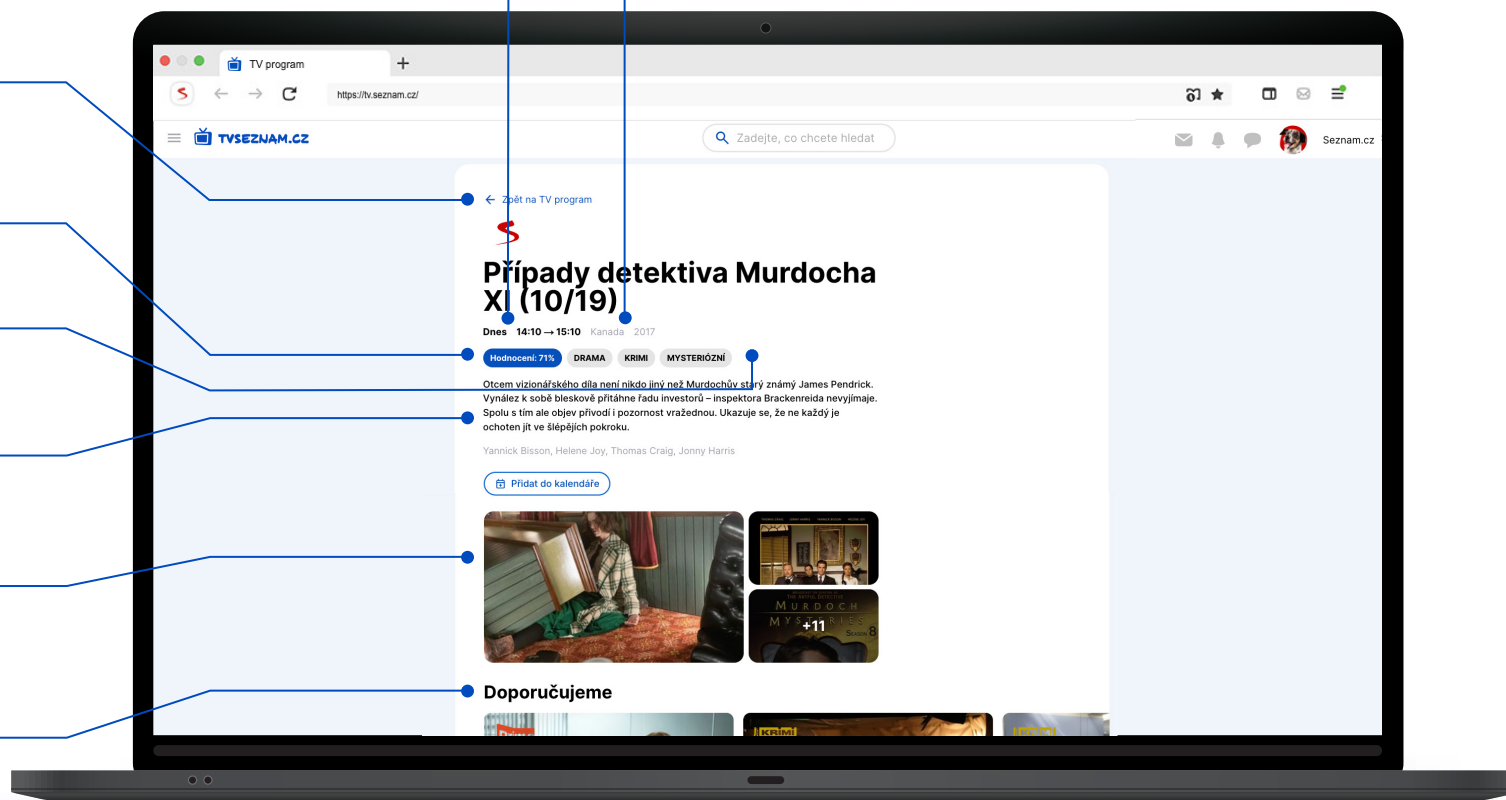 TV program
https://tv.seznam.cz/
TVSEZNAM.CZ
Zadejte, co chcete hledat
Seznam.cz
Zpět na TV program
Případy detektiva Murdocha
XI (10/19)
Dnes 14:10 → 15:10 Kanada 2017
Hodnocení: 71% DRAMA KRIMI MYSTERIÓZNÍ
Otcem vizionářského díla není nikdo jiný než Murdochův starý známý James Pendrick.
Vynález k sobě bleskově přitáhne řadu investorů – inspektora Brackenreida nevyjímaje.
Spolu s tím ale objev přivodí i pozornost vražednou. Ukazuje se, že ne každý je
ochoten jít ve šlépějích pokroku.
Yannick Bisson, Helene Joy, Thomas Craig, Jonny Harris
Přidat do kalendáře
MURDOCH
MYSTERIES
+11
SEASON 8
Doporučujeme
KRIMI
KRIMI